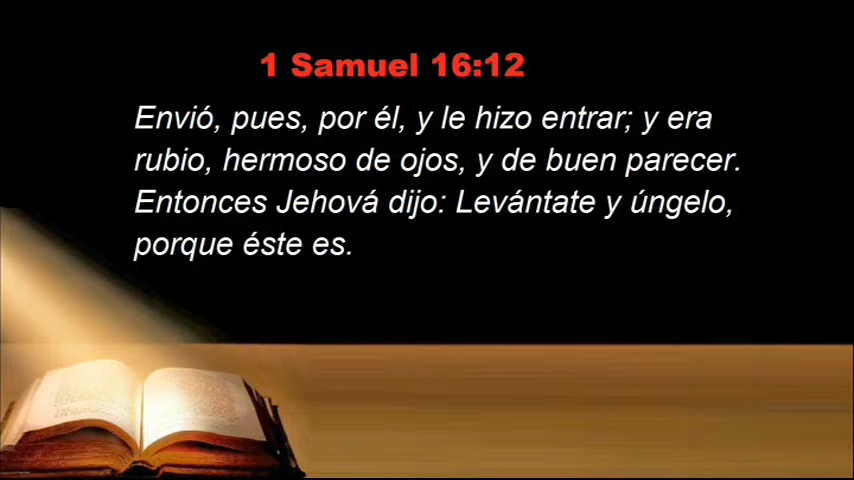 1 Samuel 16:12
Envió, pues, por él, y le hizo entrar; y era
rubio, hermoso de ojos, y de buen parecer.
Entonces Jehová dijo: Levántate y úngelo,
porque éste es.